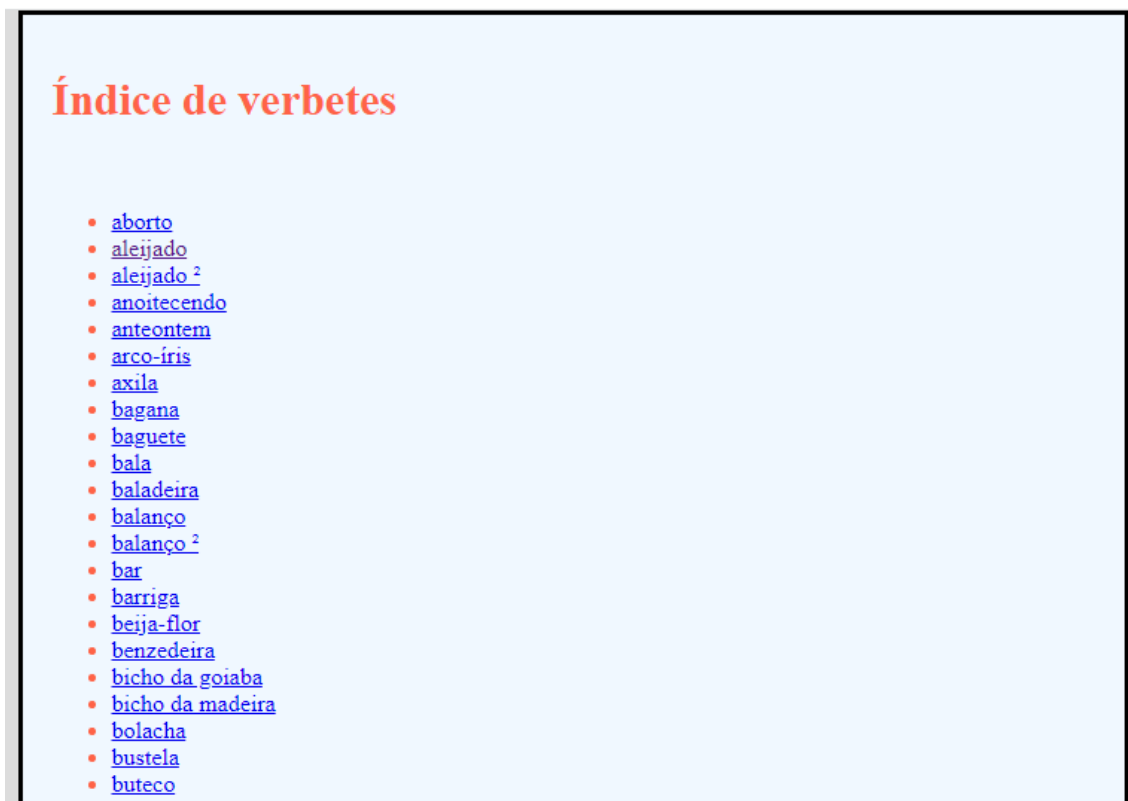 Índice de verbetes
aborto
aleijado
aleijado ²
anoitecendo
anteontem
arco-íris
axila
bagana
baguete
bala
baladeira
balanço
balanço ²
bar
barriga
beija-flor
benzedeira
bicho da goiaba
bicho da madeira
bolacha
bustela
buteco